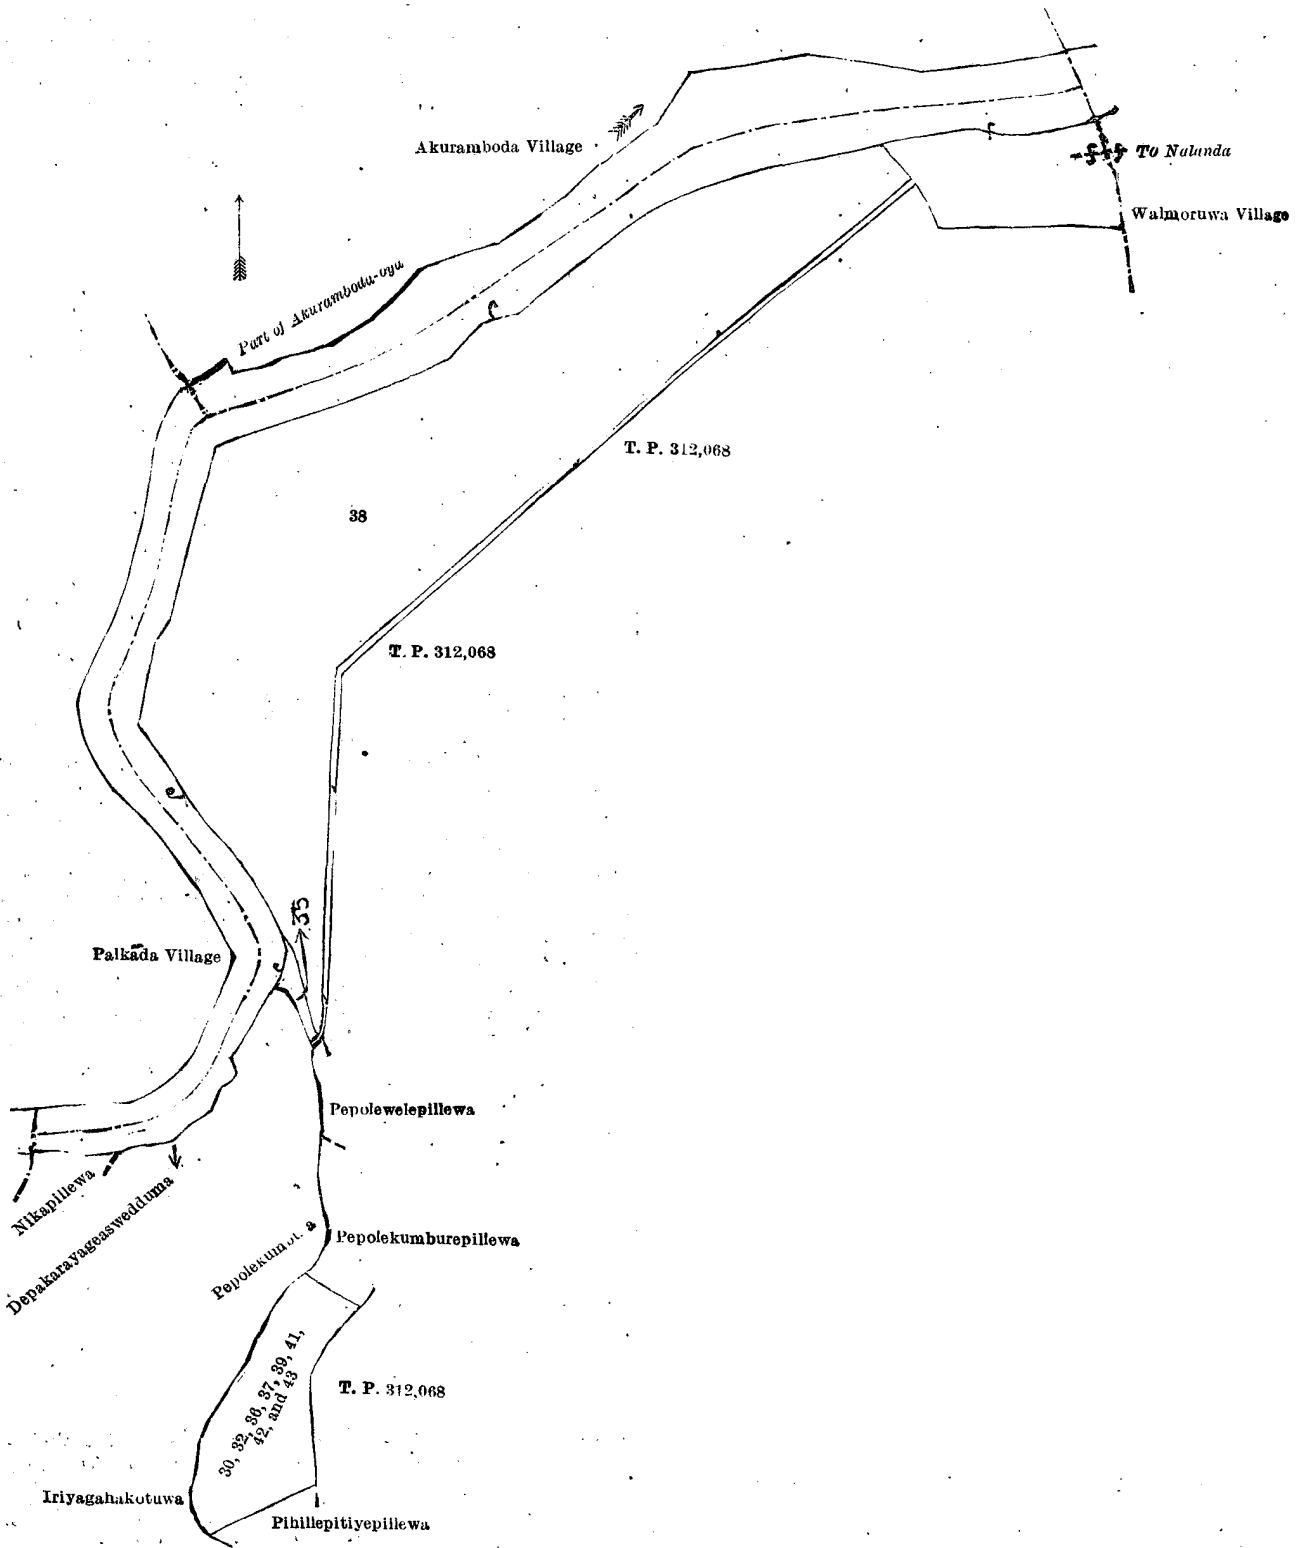 Akuramboda Village
To Nalanda
Walmoruwa Village
Part of Akuramboda-oya
T. P. 312,068
38
T. P. 312,068
35
Palkāda Village
Pepolewelepillewa
Nikapillewa
Depakarayageaswedduma
Pepolekumburepillewa
30, 32, 36, 37, 39, 41,
42, and 43
T. P. 312,068
Iriyagahakotuwa
Pihillepitiyepillewa